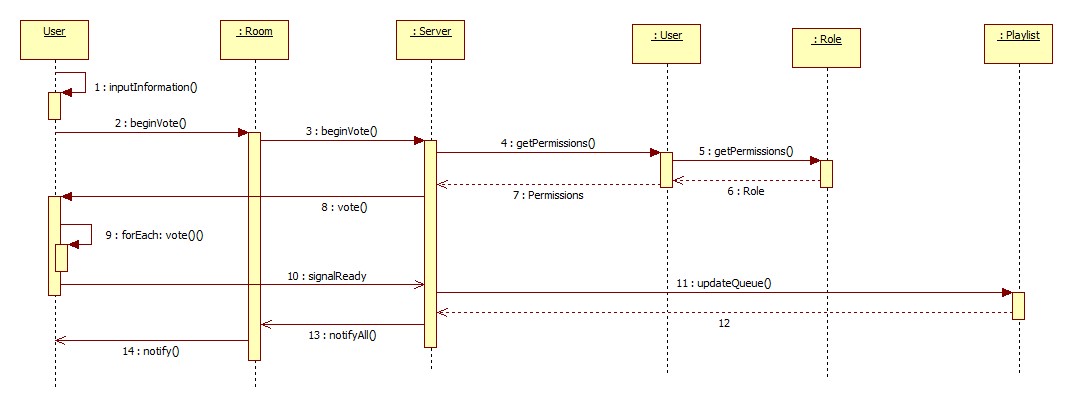 User
: Room
: Server
: User
: Role
: Playlist
1 : inputInformation()
2 : beginVote()
3 : beginVote()
4 : getPermissions()
5 : getPermissions()
6 : Role
7 : Permissions
8 : vote()
9 : forEach: vote()()
10 : signalReady
11 : updateQueue()
12
13 : notifyAll()
14 : notify()